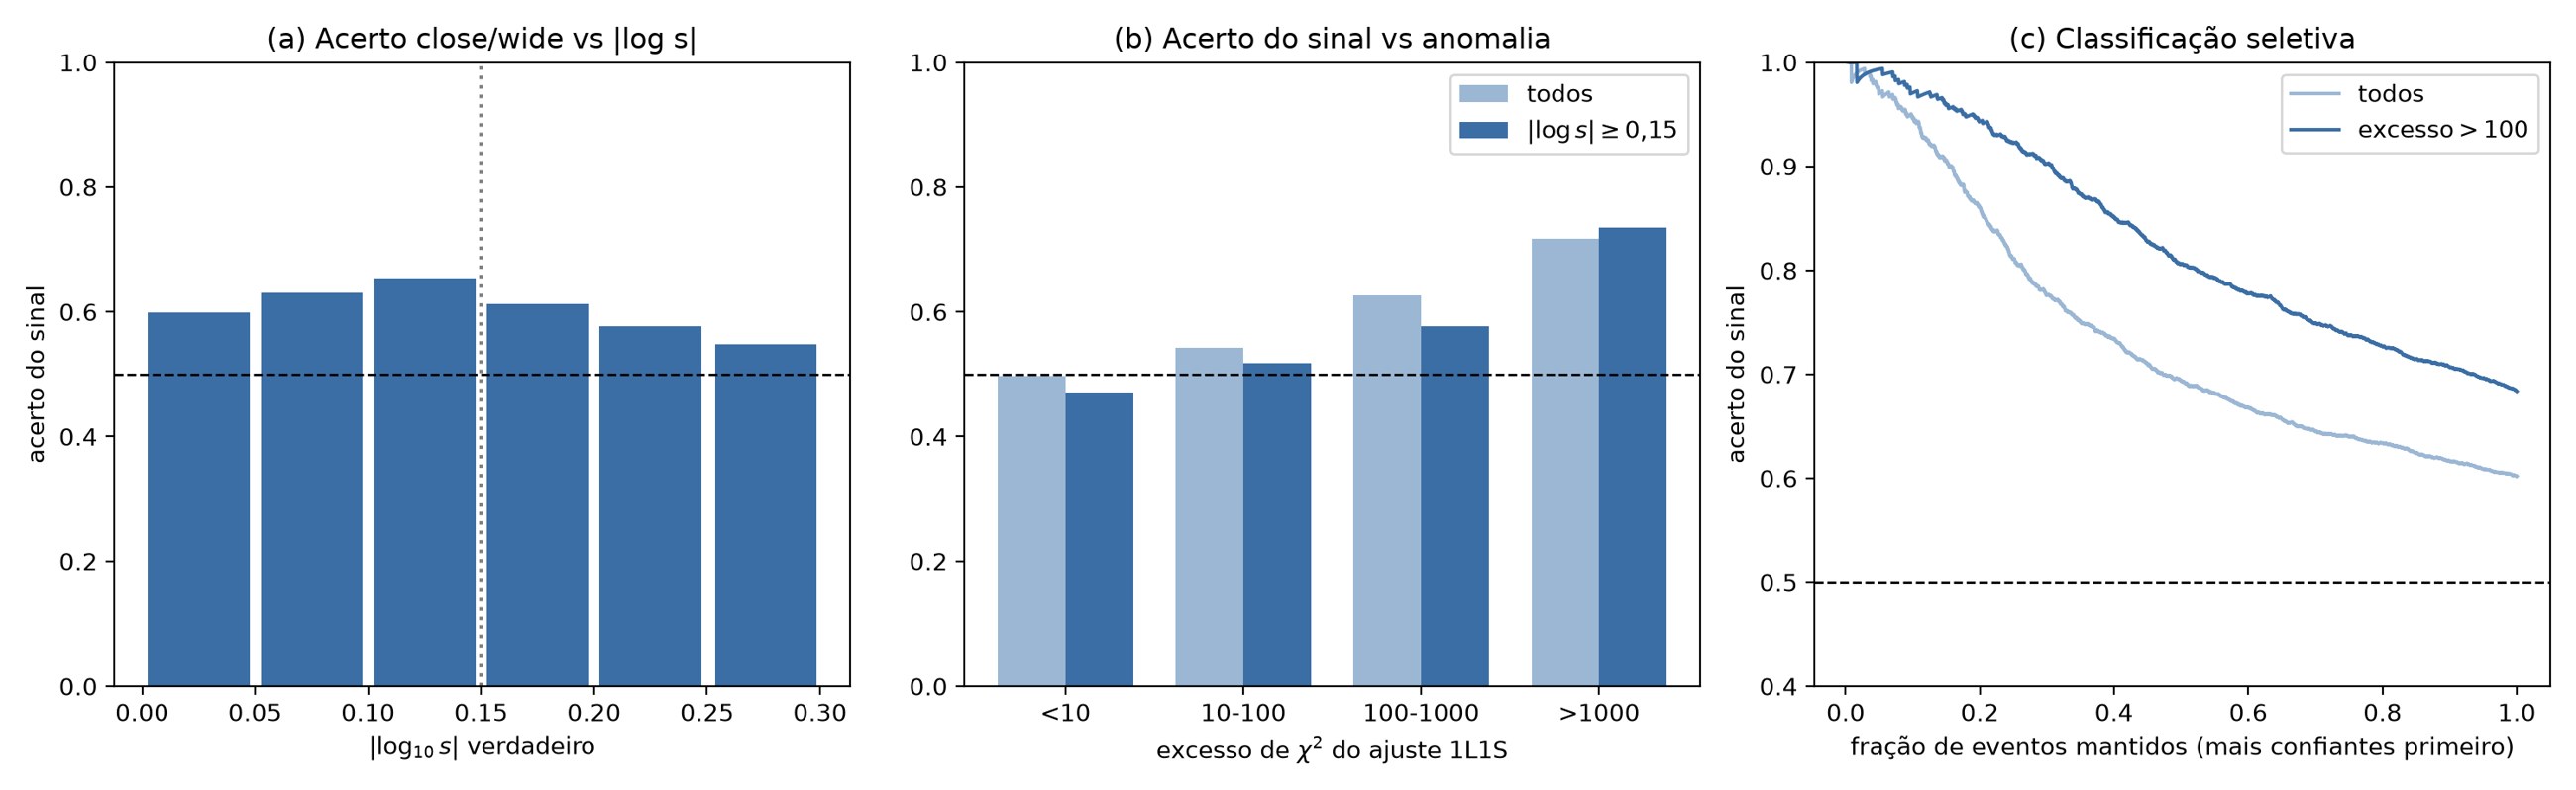 (a) Acerto close/wide vs |log s|
acerto do sinal
1.0
0.8
0.6
0.4
0.2
0.0
0.00 0.05 0.10 0.15 0.20 0.25 0.30
|log₁₀ s| verdadeiro
(b) Acerto do sinal vs anomalia
todos
|log s| ≥ 0,15
1.0
0.8
0.6
0.4
0.2
0.0
<10 10-100 100-1000 >1000
excesso de χ² do ajuste 1L1S
(c) Classificação seletiva
todos
excesso > 100
acerto do sinal
1.0
0.9
0.8
0.7
0.6
0.5
0.4
0.0 0.2 0.4 0.6 0.8 1.0
fração de eventos mantidos (mais confiantes primeiro)